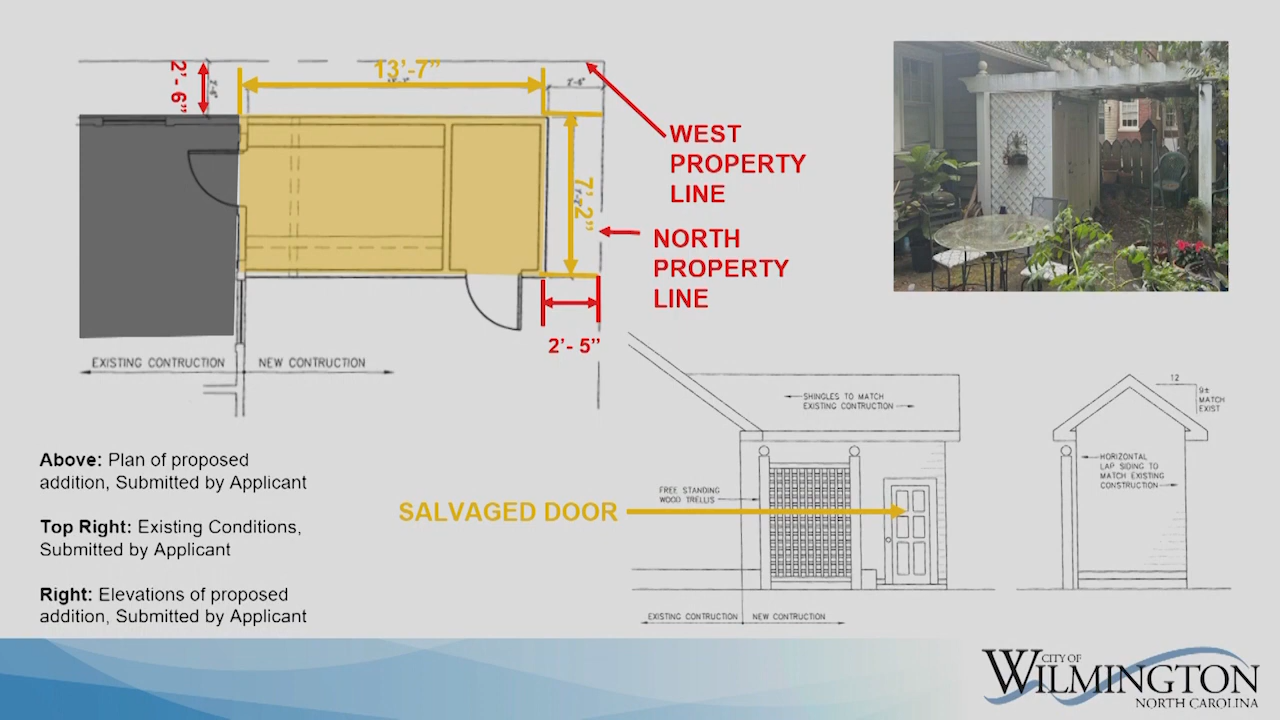 2'- 6"
13'-7"
7'-2"
WEST
PROPERTY
LINE
NORTH
PROPERTY
LINE
2'- 5"
EXISTING CONTRUCTION
NEW CONTRUCTION
Above: Plan of proposed
addition, Submitted by Applicant
Top Right: Existing Conditions,
Submitted by Applicant
Right: Elevations of proposed
addition, Submitted by Applicant
SHINGLES TO MATCH
EXISTING CONTRUCTION
FREE STANDING
WOOD TRELLIS
SALVAGED DOOR
EXISTING CONTRUCTION
NEW CONTRUCTION
12
9±
MATCH
EXIST
HORIZONTAL
LAP SIDING TO
MATCH EXISTING
CONSTRUCTION
CITY OF
WILMINGTON
NORTH CAROLINA